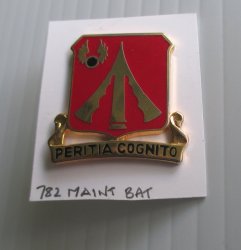 PERITIA COGNITO
782 MAINT BAT